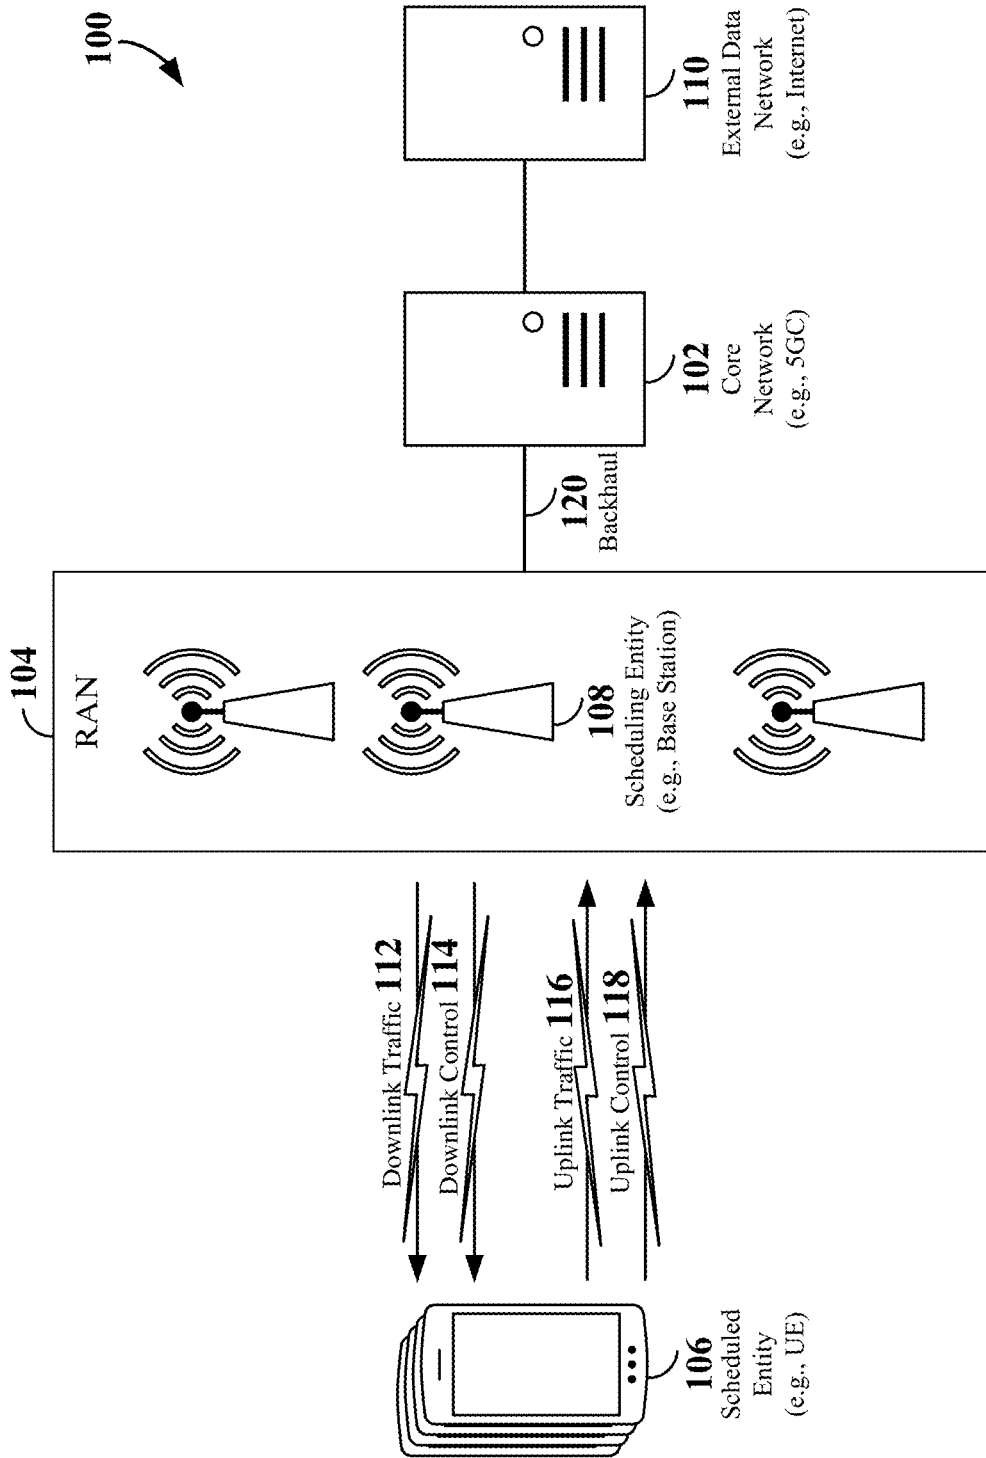 100
104
RAN
108
Scheduling Entity
(e.g., Base Station)
Downlink Traffic 112
Downlink Control 114
Uplink Traffic 116
Uplink Control 118
106
Scheduled
Entity
(e.g., UE)
120
Backhaul
102
Core
Network
(e.g., 5GC)
110
External Data
Network
(e.g., Internet)